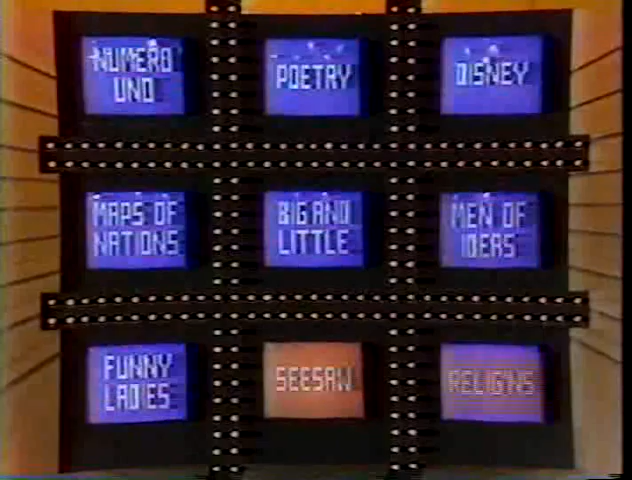 NUMERO
UNO
POETRY
DISNEY
MAPS OF
NATIONS
BIG AND
LITTLE
MEN OF
IDEAS
FUNNY
LADIES
SEESAW
RELIGNS